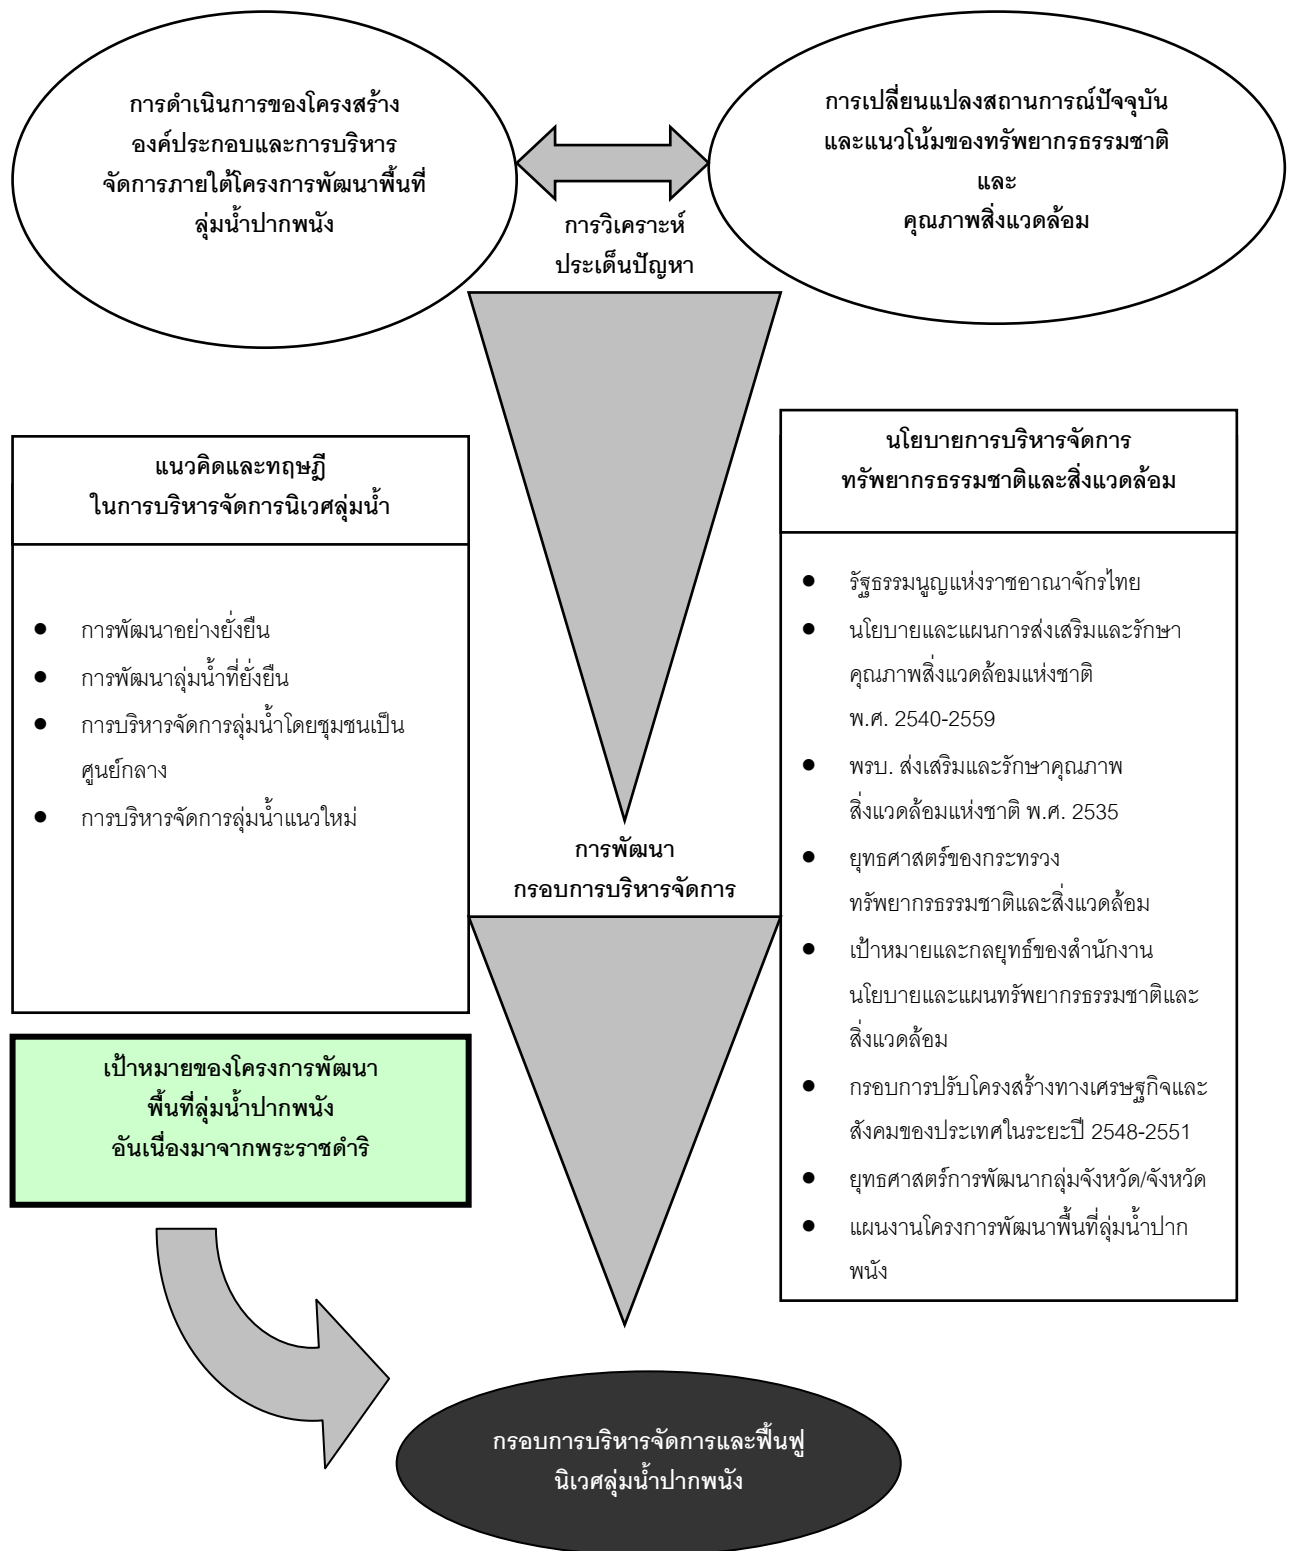 การดำเนินการของโครงสร้าง
องค์ประกอบและการบริหาร
จัดการภายใต้โครงการพัฒนาพื้นที่
ลุ่มน้ำปากพนัง
การเปลี่ยนแปลงสถานการณ์ปัจจุบัน
และแนวโน้มของทรัพยากรธรรมชาติ
และ
คุณภาพสิ่งแวดล้อม
การวิเคราะห์
ประเด็นปัญหา
แนวคิดและทฤษฎี
ในการบริหารจัดการนิเวศลุ่มน้ำ
● การพัฒนาอย่างยั่งยืน
● การพัฒนาลุ่มน้ำที่ยั่งยืน
● การบริหารจัดการลุ่มน้ำโดยชุมชนเป็น
ศูนย์กลาง
● การบริหารจัดการลุ่มน้ำแนวใหม่
นโยบายการบริหารจัดการ
ทรัพยากรธรรมชาติและสิ่งแวดล้อม
● รัฐธรรมนูญแห่งราชอาณาจักรไทย
● นโยบายและแผนการส่งเสริมและรักษา
คุณภาพสิ่งแวดล้อมแห่งชาติ
พ.ศ. 2540-2559
● พรบ. ส่งเสริมและรักษาคุณภาพ
สิ่งแวดล้อมแห่งชาติ พ.ศ. 2535
● ยุทธศาสตร์ของกระทรวง
ทรัพยากรธรรมชาติและสิ่งแวดล้อม
● เป้าหมายและกลยุทธ์ของสำนักงาน
นโยบายและแผนทรัพยากรธรรมชาติและ
สิ่งแวดล้อม
● กรอบการปรับโครงสร้างทางเศรษฐกิจและ
สังคมของประเทศในระยะปี 2548-2551
● ยุทธศาสตร์การพัฒนากลุ่มจังหวัด/จังหวัด
● แผนงานโครงการพัฒนาพื้นที่ลุ่มน้ำปาก
พนัง
การพัฒนา
กรอบการบริหารจัดการ
เป้าหมายของโครงการพัฒนา
พื้นที่ลุ่มน้ำปากพนัง
อันเนื่องมาจากพระราชดำริ
กรอบการบริหารจัดการและฟื้นฟู
นิเวศลุ่มน้ำปากพนัง